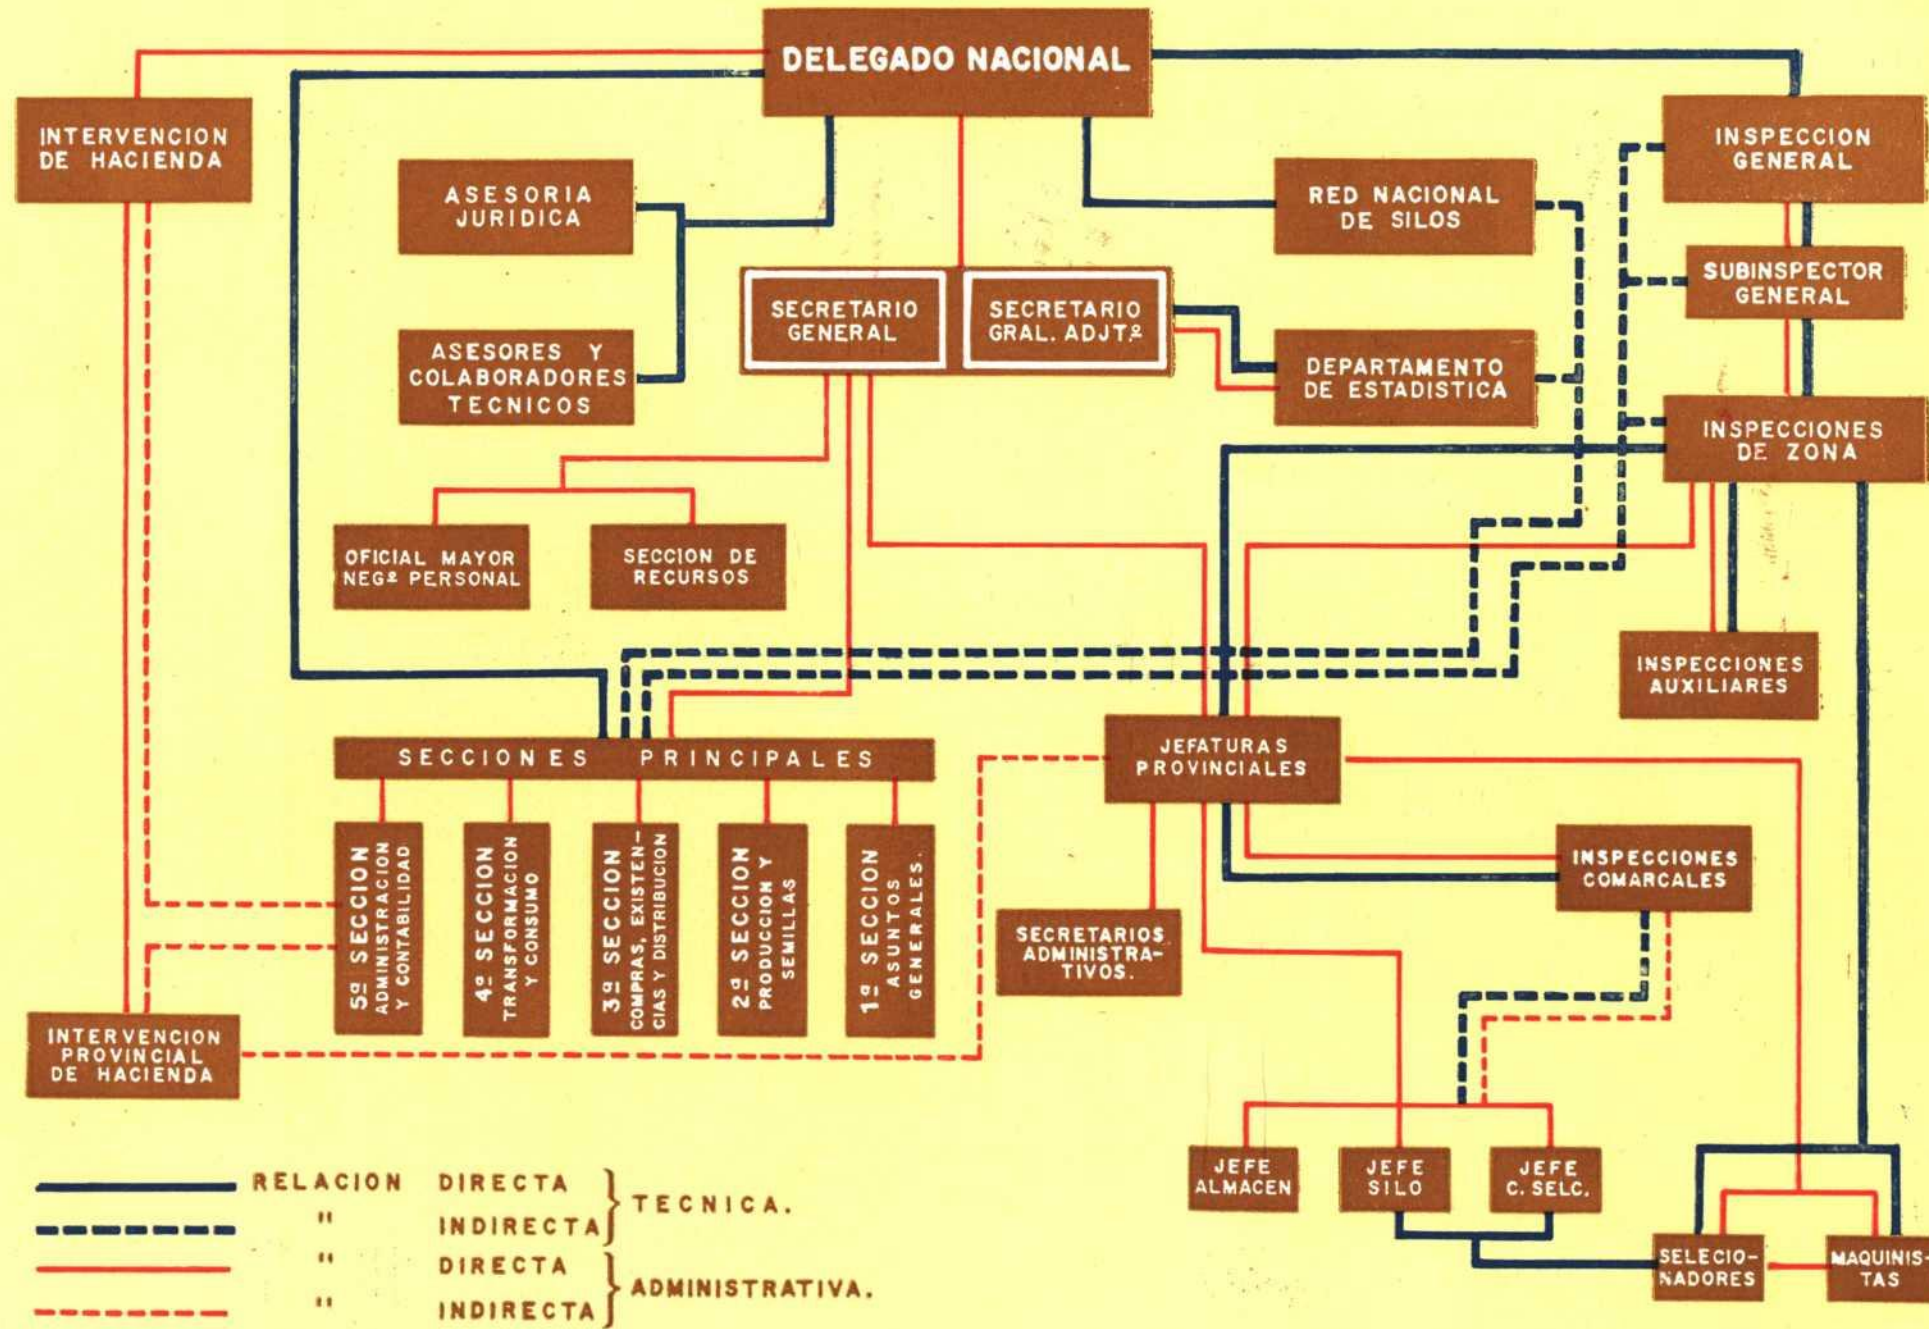 DELEGADO NACIONAL
INTERVENCION
DE HACIENDA
INSPECCION
GENERAL
ASESORIA
JURIDICA
RED NACIONAL
DE SILOS
SUBINSPECTOR
GENERAL
SECRETARIO
GENERAL
SECRETARIO
GRAL. ADJTº
ASESORES Y
COLABORADORES
TECNICOS
DEPARTAMENTO
DE ESTADISTICA
INSPECCIONES
DE ZONA
OFICIAL MAYOR
NEGº PERSONAL
SECCION DE
RECURSOS
INSPECCIONES
AUXILIARES
SECCIONES PRINCIPALES
JEFATURAS
PROVINCIALES
5ª SECCION
ADMINISTRACION
Y CONTABILIDAD
4ª SECCION
TRANSFORMACION
Y CONSUMO
3ª SECCION
COMPRAS, EXISTEN-
CIAS Y DISTRIBUCION
2ª SECCION
PRODUCCION Y
SEMILLAS
1ª SECCION
ASUNTOS
GENERALES.
INSPECCIONES
COMARCALES
SECRETARIOS
ADMINISTRA-
TIVOS.
INTERVENCION
PROVINCIAL
DE HACIENDA
JEFE
ALMACEN
JEFE
SILO
JEFE
C. SELC.
SELECIO-
NADORES
MAQUINIS-
TAS
RELACION DIRECTA
" INDIRECTA
TECNICA.
" DIRECTA
" INDIRECTA
ADMINISTRATIVA.